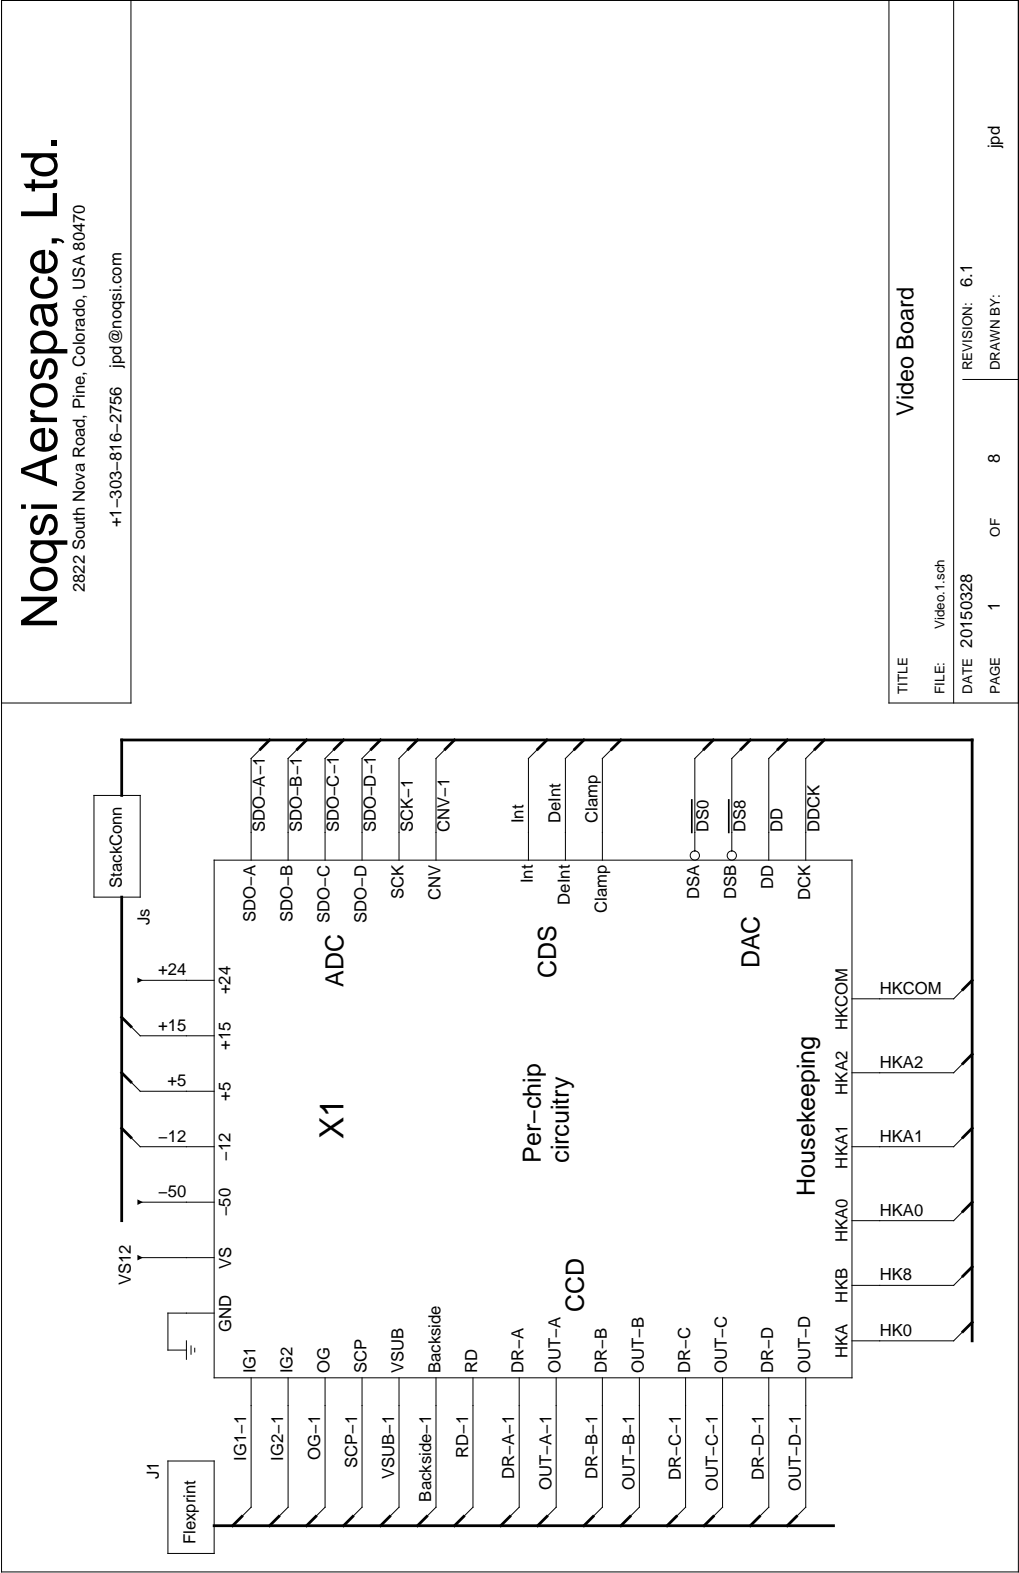 Noqsi Aerospace, Ltd.
2822 South Nova Road, Pine, Colorado, USA 80470
+1−303−816−2756 jpd@noqsi.com
J1
Flexprint
IG1−1
IG2−1
OG−1
SCP−1
VSUB−1
Backside−1
RD−1
DR−A−1
OUT−A−1
DR−B−1
OUT−B−1
DR−C−1
OUT−C−1
DR−D−1
OUT−D−1
IG1
IG2
OG
SCP
VSUB
Backside
RD
DR−A
OUT−A
DR−B
OUT−B
DR−C
OUT−C
DR−D
OUT−D
CCD
VS12
−50
−12
+5
+15
+24
GND
VS
−50
−12
+5
+15
+24
X1
Per−chip
circuitry
Housekeeping
HKA
HKB
HKA0
HKA1
HKA2
HKCOM
HK0
HK8
HKA0
HKA1
HKA2
HKCOM
Js
StackConn
ADC
SDO−A
SDO−B
SDO−C
SDO−D
SCK
CNV
SDO−A−1
SDO−B−1
SDO−C−1
SDO−D−1
SCK−1
CNV−1
CDS
Int
DeInt
Clamp
Int
DeInt
Clamp
DAC
DSA
DSB
DD
DCK
DS0
DS8
DD
DDCK
TITLE
Video Board
FILE: Video.1.sch
DATE 20150328
REVISION: 6.1
PAGE 1 OF 8
DRAWN BY: jpd